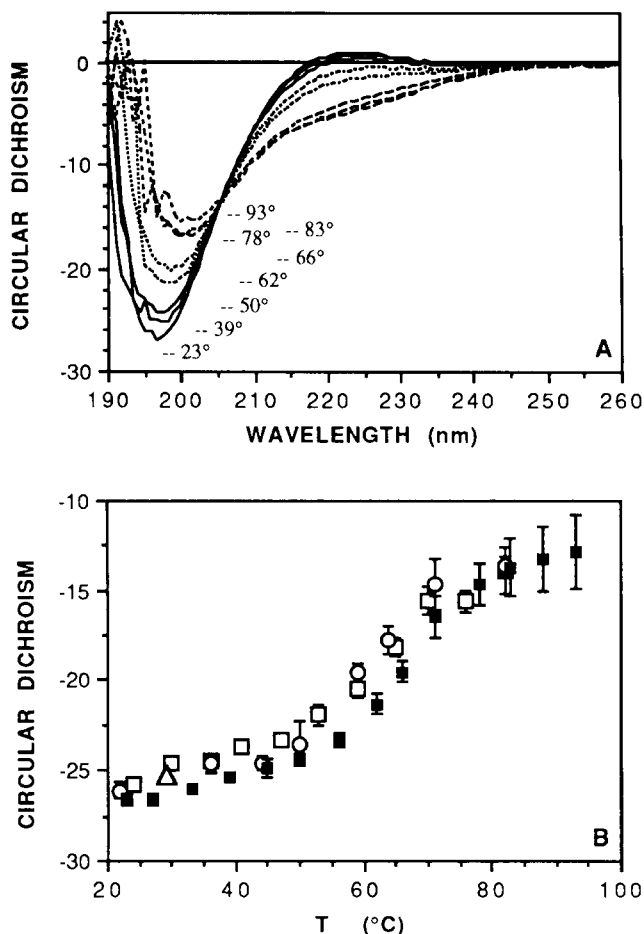 0
-10
-20
-30
CIRCULAR DICHROISM
-- 93°
-- 83°
-- 78°
-- 66°
-- 62°
-- 50°
-- 39°
-- 23°
A
190 200 210 220 230 240 250 260
WAVELENGTH (nm)
-10
-15
-20
-25
-30
CIRCULAR DICHROISM
B
20 40 60 80 100
T (°C)